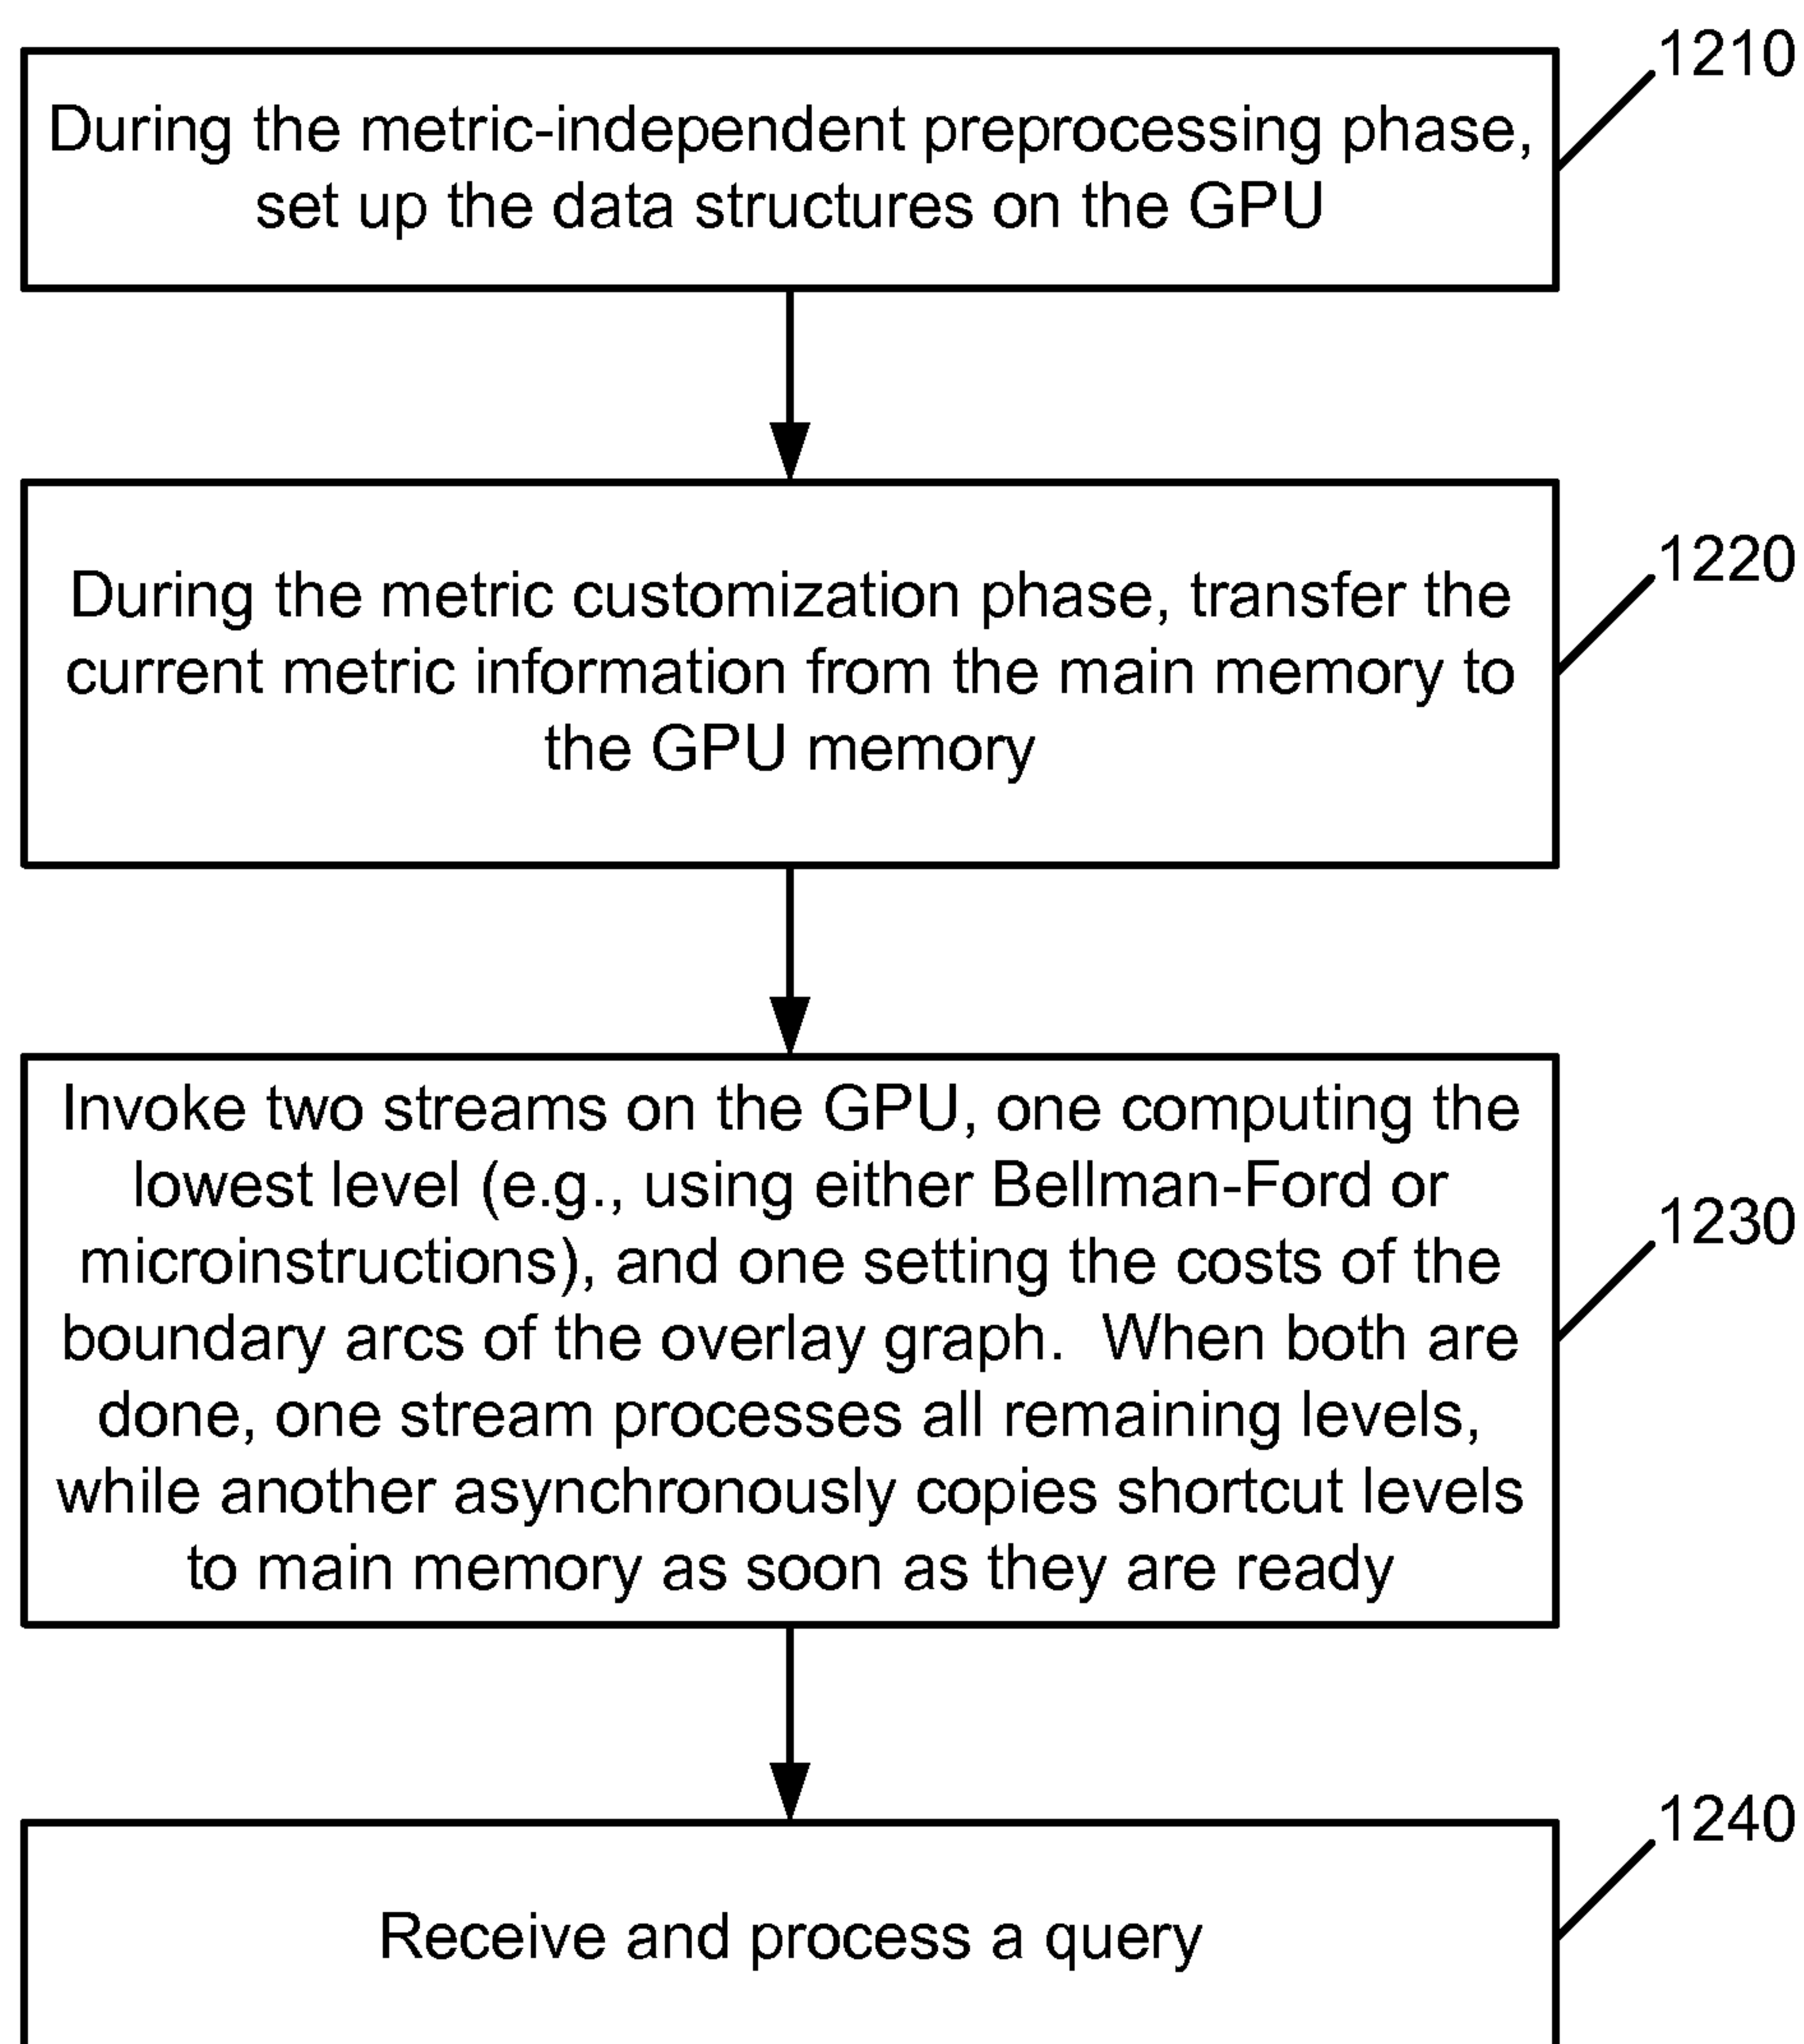 1210
During the metric-independent preprocessing phase,
set up the data structures on the GPU
1220
During the metric customization phase, transfer the
current metric information from the main memory to
the GPU memory
Invoke two streams on the GPU, one computing the
lowest level (e.g., using either Bellman-Ford or
microinstructions), and one setting the costs of the
boundary arcs of the overlay graph.  When both are
done, one stream processes all remaining levels,
while another asynchronously copies shortcut levels
to main memory as soon as they are ready
1230
1240
Receive and process a query